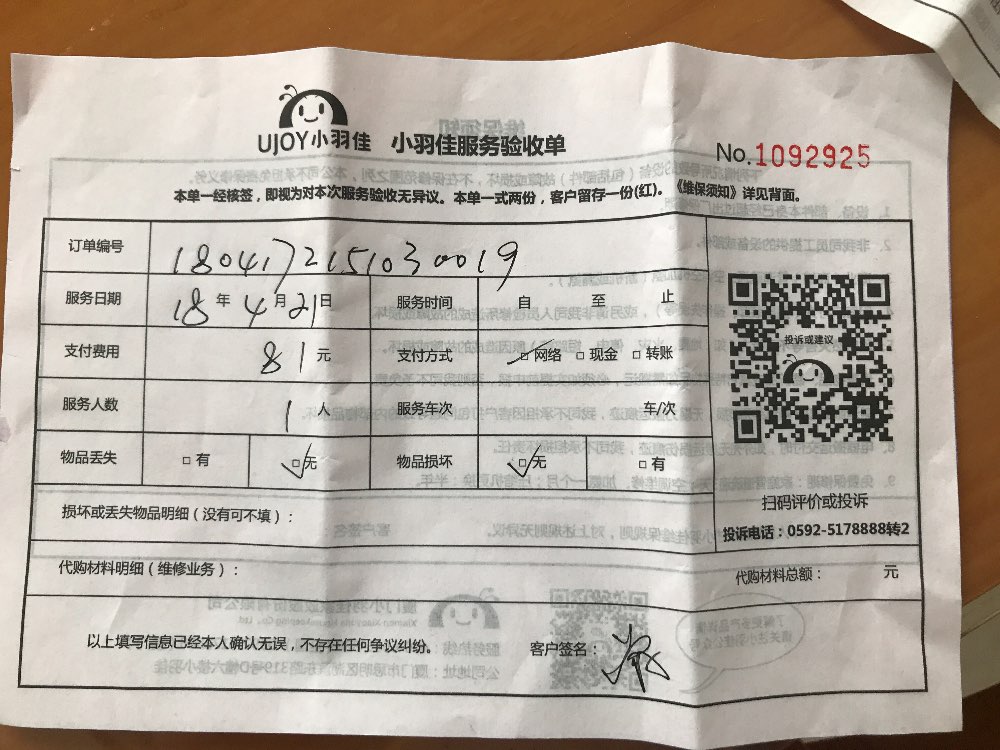 UJOY小羽佳 小羽佳服务验收单
No.1092925
本单一经核签，即视为对本次服务验收无异议。本单一式两份，客户留存一份(红)。《维保须知》详见背面。
订单编号 180417215103 0019
服务日期 18年4月21日 服务时间 自 至 止
支付费用 81元 支付方式 □网络 □现金 □转账
服务人数 1人 服务车次 车/次
物品丢失 □有 □无 物品损坏 □无 □有
投诉或建议
扫码评价或投诉
投诉电话：0592-5178888转2
损坏或丢失物品明细（没有可不填）：
代购材料明细（维修业务）： 代购材料总额： 元
以上填写信息已经本人确认无误，不存在任何争议纠纷。 客户签名：